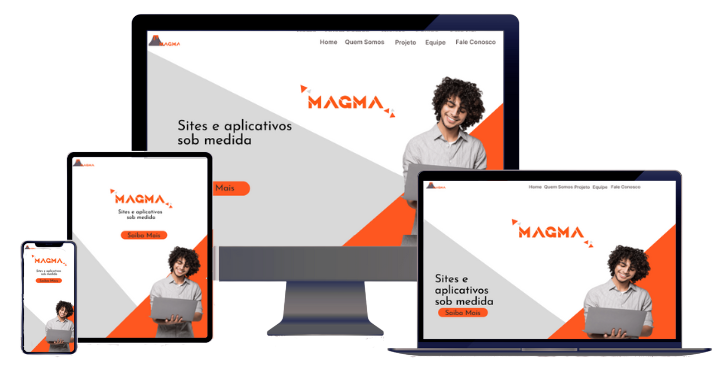 MAGMA
Home Quem Somos Projeto Equipe Fale Conosco
MAGMA
Sites e aplicativos
sob medida
Mais
MAGMA
Sites e aplicativos
sob medida
Saiba Mais
MAGMA
Sites e aplicativos
sob medida
Saiba Mais
Home Quem Somos Projeto Equipe Fale Conosco
MAGMA
Sites e
aplicativos
sob medida
Saiba Mais